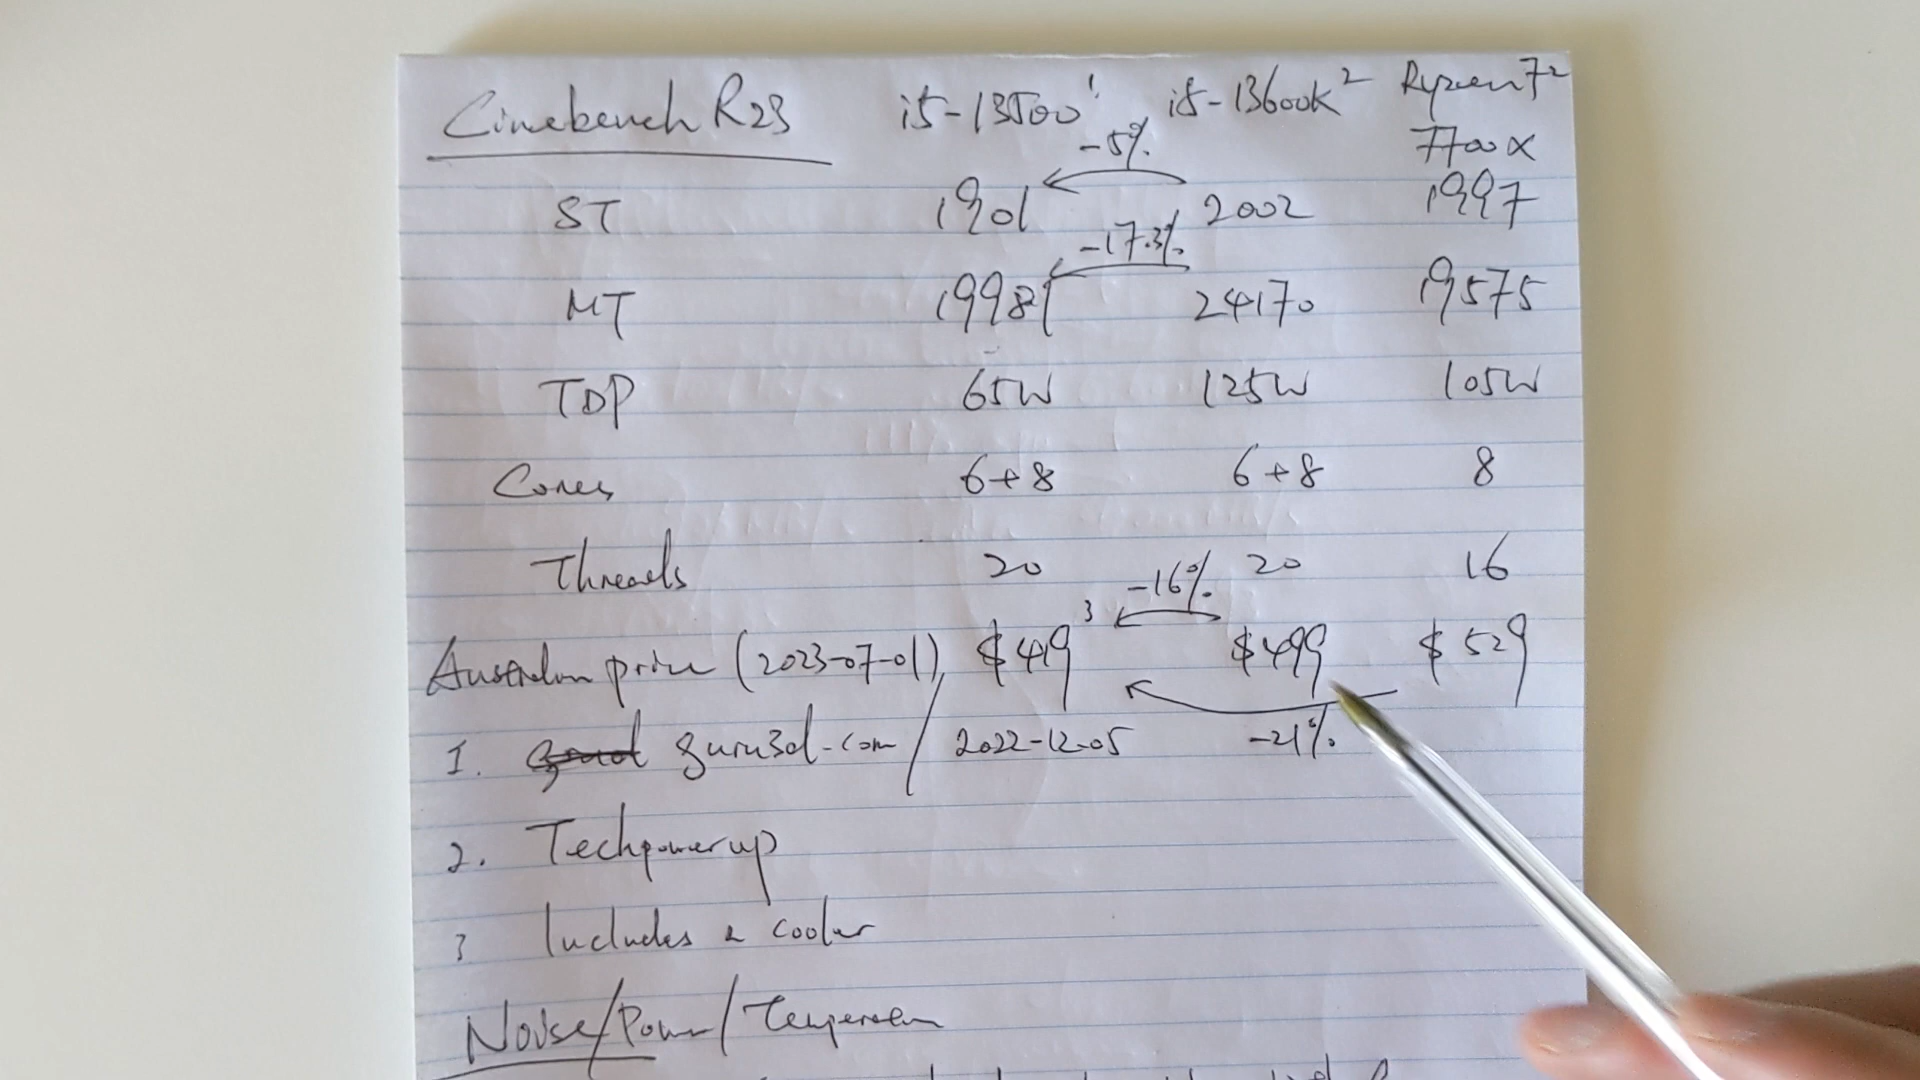 Cinebench R23 i5-13500¹ i5-13600K² Ryzen 7²
7700X
-5%
ST 1901 2002 1997
-17.3%
MT 19981 24170 19575
TDP 65W 125W 105W
Cores 6+8 6+8 8
Threads 20 20 16
-16%
Australian price (2023-07-01) $419³ $499 $529
-21%
1. guru3d.com / 2022-12-05
2. Techpowerup
3 Includes a cooler
Noise/Power/Temperature